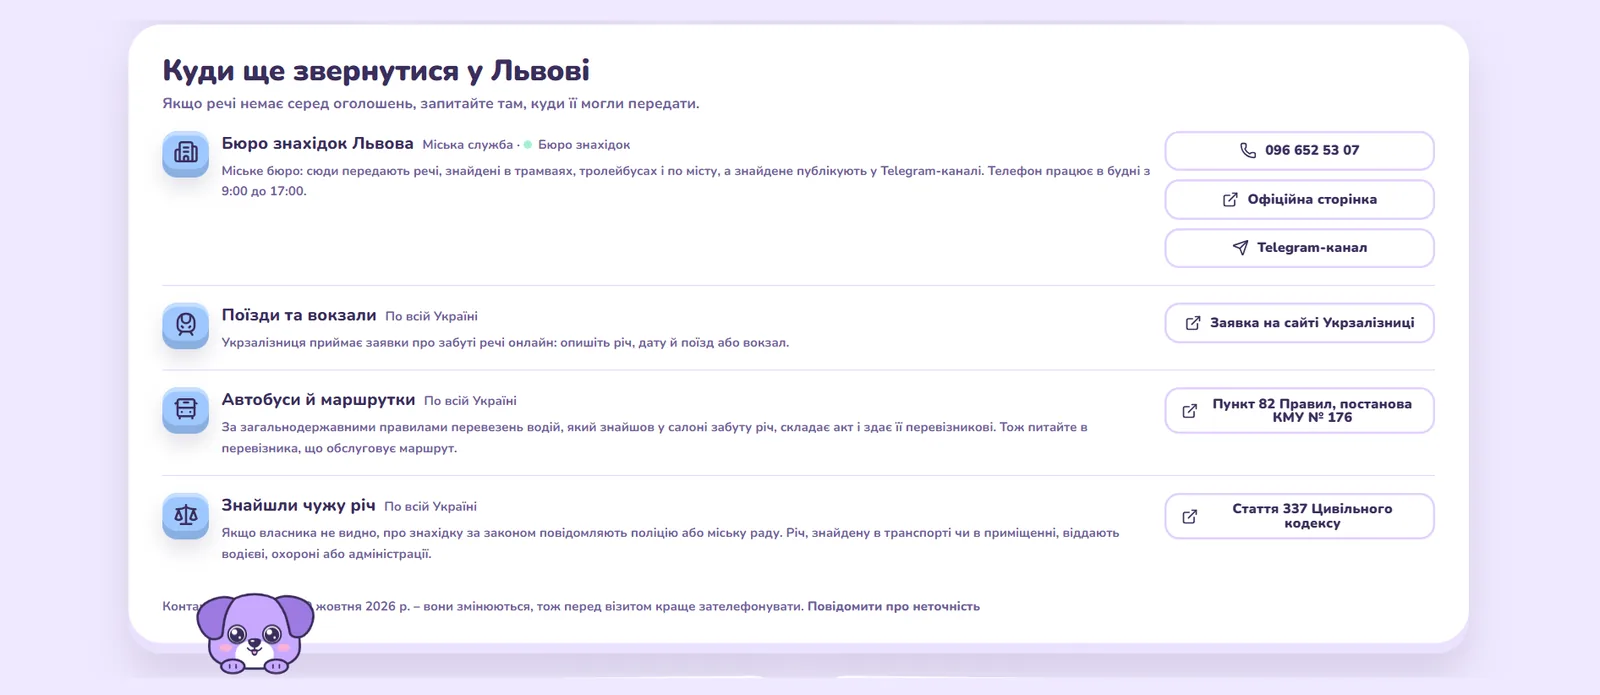 Куди ще звернутися у Львові
Якщо речі немає серед оголошень, запитайте там, куди її могли передати.
Бюро знахідок Львова Міська служба · Бюро знахідок
Міське бюро: сюди передають речі, знайдені в трамваях, тролейбусах і по місту, а знайдене публікують у Telegram-каналі. Телефон працює в будні з
9:00 до 17:00.
096 652 53 07
Офіційна сторінка
Telegram-канал
Поїзди та вокзали По всій Україні
Укрзалізниця приймає заявки про забуті речі онлайн: опишіть річ, дату й поїзд або вокзал.
Заявка на сайті Укрзалізниці
Автобуси й маршрутки По всій Україні
За загальнодержавними правилами перевезень водій, який знайшов у салоні забуту річ, складає акт і здає її перевізникові. Тож питайте в
перевізника, що обслуговує маршрут.
Пункт 82 Правил, постанова
КМУ № 176
Знайшли чужу річ По всій Україні
Якщо власника не видно, про знахідку за законом повідомляють поліцію або міську раду. Річ, знайдену в транспорті чи в приміщенні, віддають
водієві, охороні або адміністрації.
Стаття 337 Цивільного
кодексу
жовтня 2026 р. – вони змінюються, тож перед візитом краще зателефонувати. Повідомити про неточність